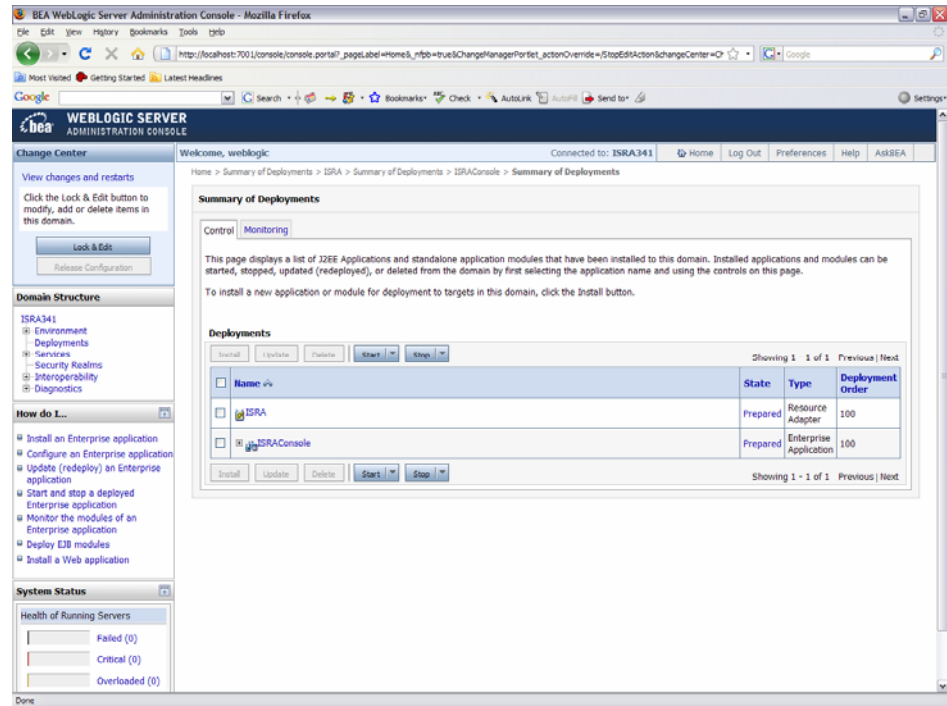 BEA WebLogic Server Administration Console - Mozilla Firefox
File Edit View History Bookmarks Tools Help
http://localhost:7001/console/console.portal?_pageLabel=Home&_nfpb=true&ChangeManagerPortlet_actionOverride=/StopEditAction&changeCenter=Ch
Google
Most Visited Getting Started Latest Headlines
Google Search Bookmarks Check AutoLink AutoFill Send to Settings
bea WEBLOGIC SERVER
ADMINISTRATION CONSOLE
Change Center
View changes and restarts
Click the Lock & Edit button to
modify, add or delete items in
this domain.
Lock & Edit
Release Configuration
Domain Structure
ISRA341
Environment
Deployments
Services
Security Realms
Interoperability
Diagnostics
How do I...
Install an Enterprise application
Configure an Enterprise application
Update (redeploy) an Enterprise
application
Start and stop a deployed
Enterprise application
Monitor the modules of an
Enterprise application
Deploy EJB modules
Install a Web application
System Status
Health of Running Servers
Failed (0)
Critical (0)
Overloaded (0)
Welcome, weblogic Connected to: ISRA341 Home Log Out Preferences Help AskBEA
Home > Summary of Deployments > ISRA > Summary of Deployments > ISRAConsole > Summary of Deployments
Summary of Deployments
Control Monitoring
This page displays a list of J2EE Applications and standalone application modules that have been installed to this domain. Installed applications and modules can be
started, stopped, updated (redeployed), or deleted from the domain by first selecting the application name and using the controls on this page.
To install a new application or module for deployment to targets in this domain, click the Install button.
Deployments
Install Update Delete Start Stop Showing 1 - 1 of 1 Previous | Next
Name State Type Deployment Order
ISRA Prepared Resource Adapter 100
ISRAConsole Prepared Enterprise Application 100
Install Update Delete Start Stop Showing 1 - 1 of 1 Previous | Next
Done